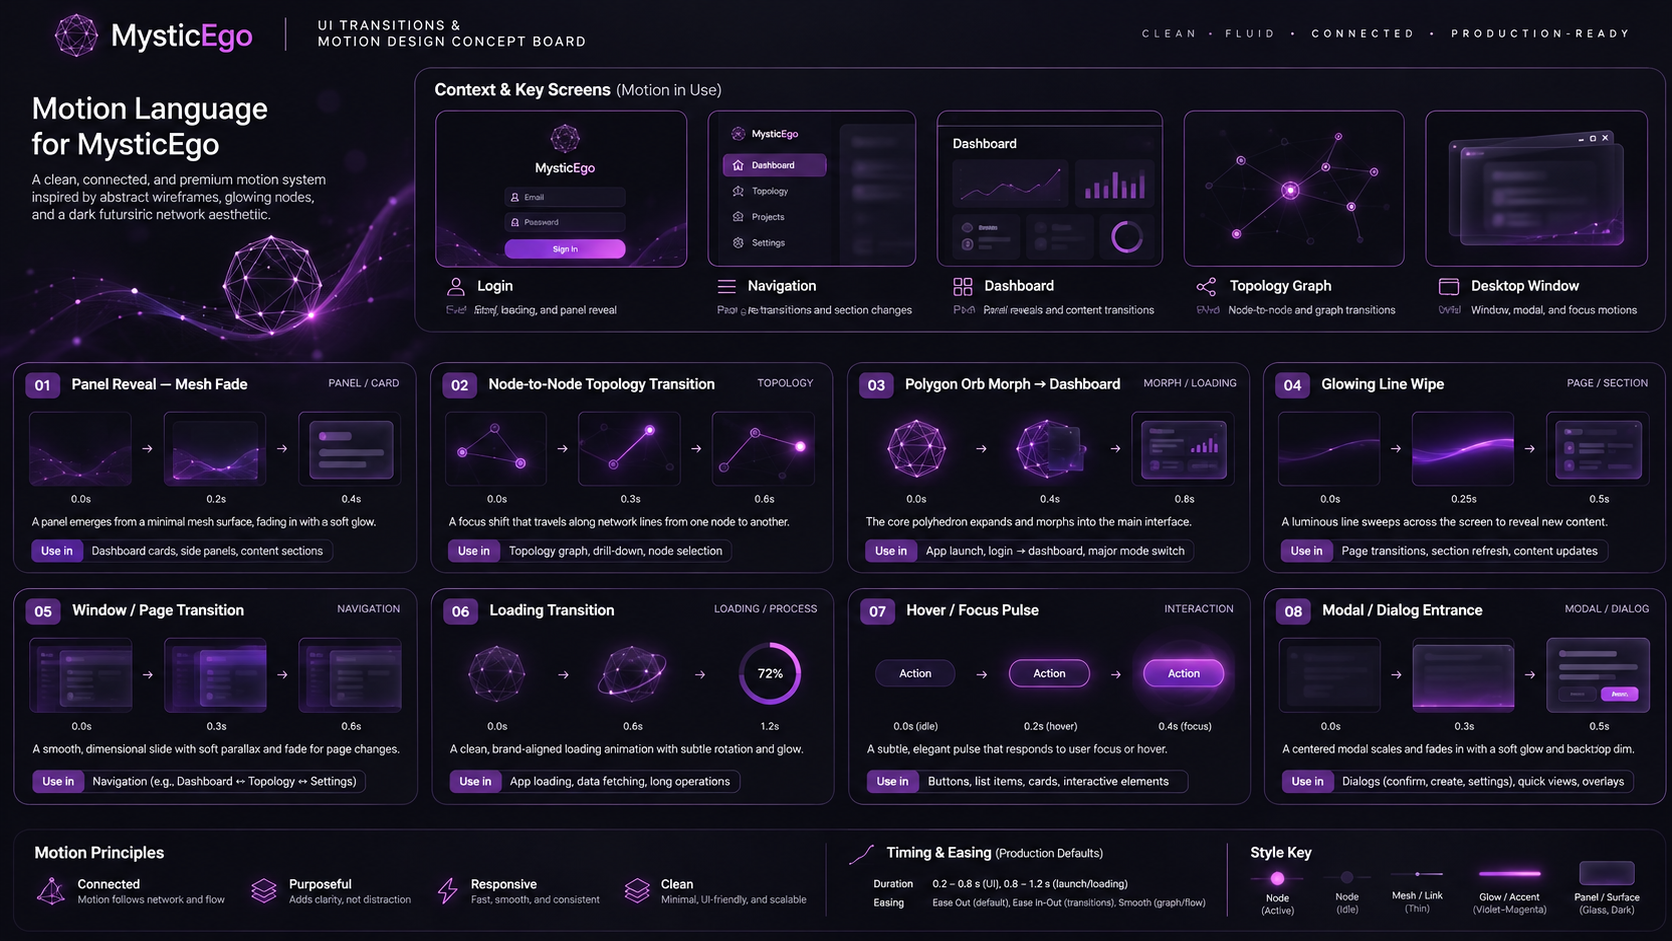 MysticEgo
UI TRANSITIONS &
MOTION DESIGN CONCEPT BOARD
CLEAN • FLUID • CONNECTED • PRODUCTION-READY
Motion Language
for MysticEgo
A clean, connected, and premium motion system
inspired by abstract wireframes, glowing nodes,
and a dark futursiric network aesthetlic.
Context & Key Screens (Motion in Use)
MysticEgo
Email
Password
Sign In
Login
loading, and panel reveal
MysticEgo
Dashboard
Topology
Projects
Settings
Navigation
transitions and section changes
Dashboard
Dashboard
reveals and content transitions
Topology Graph
Node-to-node and graph transitions
Desktop Window
Window, modal, and focus motions
01 Panel Reveal — Mesh Fade PANEL / CARD
0.0s 0.2s 0.4s
A panel emerges from a minimal mesh surface, fading in with a soft glow.
Use in Dashboard cards, side panels, content sections
02 Node-to-Node Topology Transition TOPOLOGY
0.0s 0.3s 0.6s
A focus shift that travels along network lines from one node to another.
Use in Topology graph, drill-down, node selection
03 Polygon Orb Morph → Dashboard MORPH / LOADING
0.0s 0.4s 0.8s
The core polyhedron expands and morphs into the main interface.
Use in App launch, login → dashboard, major mode switch
04 Glowing Line Wipe PAGE / SECTION
0.0s 0.25s 0.5s
A luminous line sweeps across the screen to reveal new content.
Use in Page transitions, section refresh, content updates
05 Window / Page Transition NAVIGATION
0.0s 0.3s 0.6s
A smooth, dimensional slide with soft parallax and fade for page changes.
Use in Navigation (e.g., Dashboard ↔ Topology ↔ Settings)
06 Loading Transition LOADING / PROCESS
72%
0.0s 0.6s 1.2s
A clean, brand-aligned loading animation with subtle rotation and glow.
Use in App loading, data fetching, long operations
07 Hover / Focus Pulse INTERACTION
Action Action Action
0.0s (idle) 0.2s (hover) 0.4s (focus)
A subtle, elegant pulse that responds to user focus or hover.
Use in Buttons, list items, cards, interactive elements
08 Modal / Dialog Entrance MODAL / DIALOG
0.0s 0.3s 0.5s
A centered modal scales and fades in with a soft glow and backtop dim.
Use in Dialogs (confirm, create, settings), quick views, overlays
Motion Principles
Connected
Motion follows network and flow
Purposeful
Adds clarity, not distraction
Responsive
Fast, smooth, and consistent
Clean
Minimal, UI-friendly, and scalable
Timing & Easing (Production Defaults)
Duration 0.2 – 0.8 s (UI), 0.8 – 1.2 s (launch/loading)
Easing Ease Out (default), Ease In-Out (transitions), Smooth (graph/flow)
Style Key
Node
(Active)
Node
(Idle)
Mesh / Link
(Thin)
Glow / Accent
(Violet–Magenta)
Panel / Surface
(Glass, Dark)